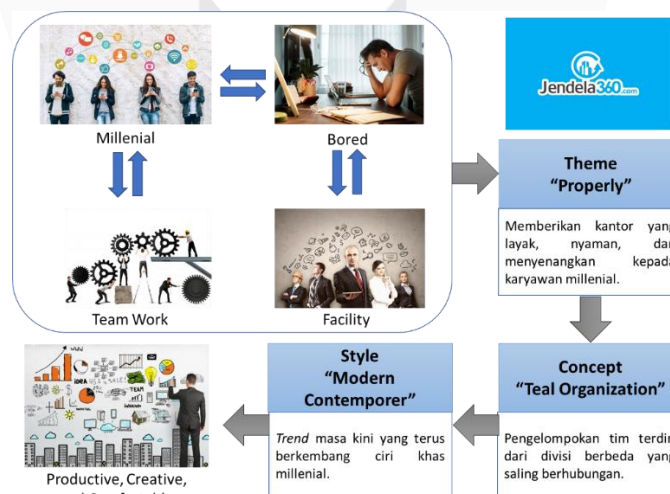 Millenial
Bored
Team Work
Facility
Jendela360.com
Theme
“Properly”
Memberikan kantor yang
layak, nyaman, dan
menyenangkan kepada
karyawan millenial.
Concept
“Teal Organization”
Pengelompokan tim terdiri
dari divisi berbeda yang
saling berhubungan.
Style
“Modern
Contemporer”
Trend masa kini yang terus
berkembang ciri khas
millenial.
IDEA
TEAM
Productive, Creative,